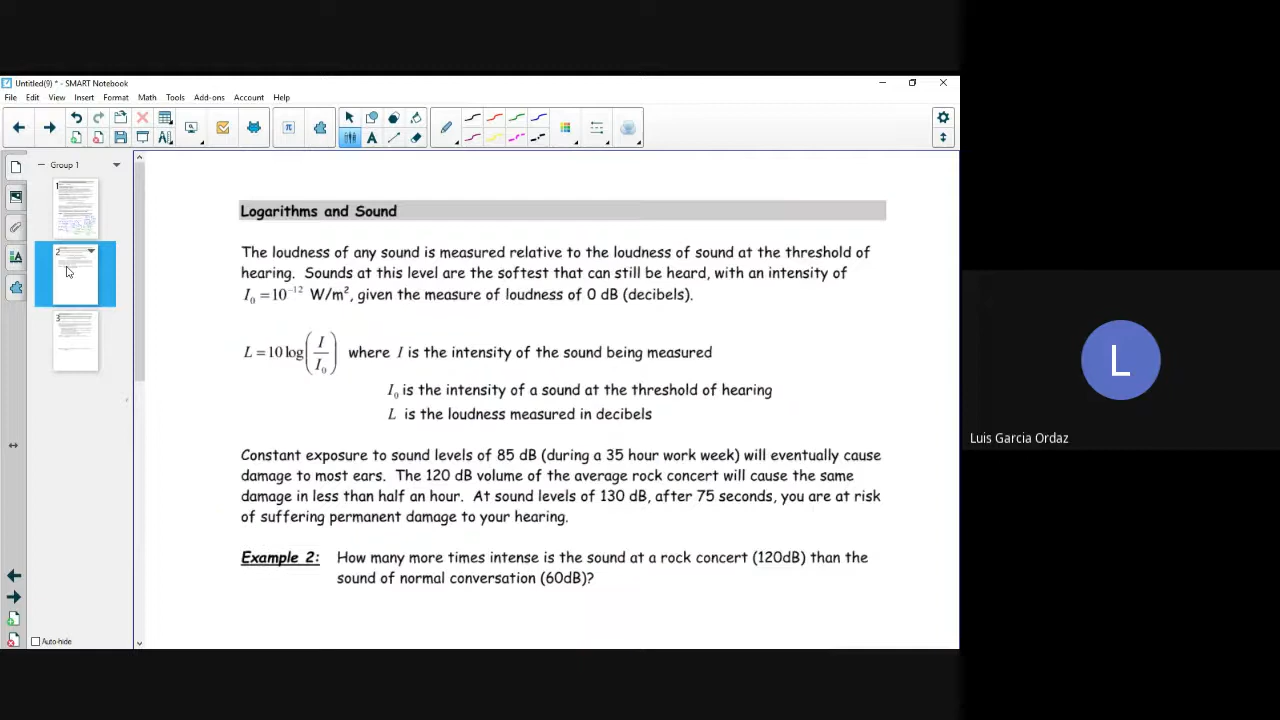 Untitled(9) * - SMART Notebook
File Edit View Insert Format Math Tools Add-ons Account Help
Group 1
1
2
3
Logarithms and Sound
The loudness of any sound is measured relative to the loudness of sound at the threshold of
hearing. Sounds at this level are the softest that can still be heard, with an intensity of
I₀ = 10⁻¹² W/m², given the measure of loudness of 0 dB (decibels).
L = 10 log(I/I₀) where I is the intensity of the sound being measured
I₀ is the intensity of a sound at the threshold of hearing
L is the loudness measured in decibels
Constant exposure to sound levels of 85 dB (during a 35 hour work week) will eventually cause
damage to most ears. The 120 dB volume of the average rock concert will cause the same
damage in less than half an hour. At sound levels of 130 dB, after 75 seconds, you are at risk
of suffering permanent damage to your hearing.
Example 2: How many more times intense is the sound at a rock concert (120dB) than the
sound of normal conversation (60dB)?
Auto-hide
L
Luis Garcia Ordaz